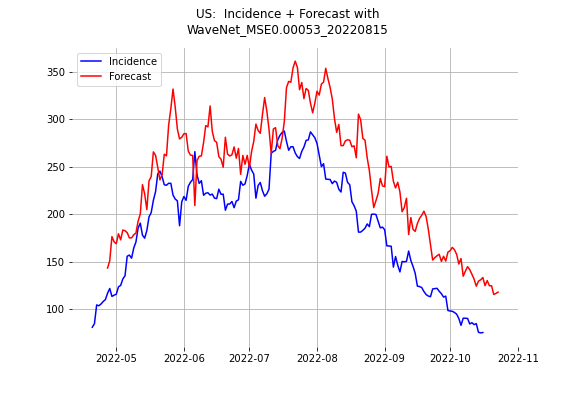 US:  Incidence + Forecast with
WaveNet_MSE0.00053_20220815
Incidence
Forecast
350
300
250
200
150
100
2022-05 2022-06 2022-07 2022-08 2022-09 2022-10 2022-11